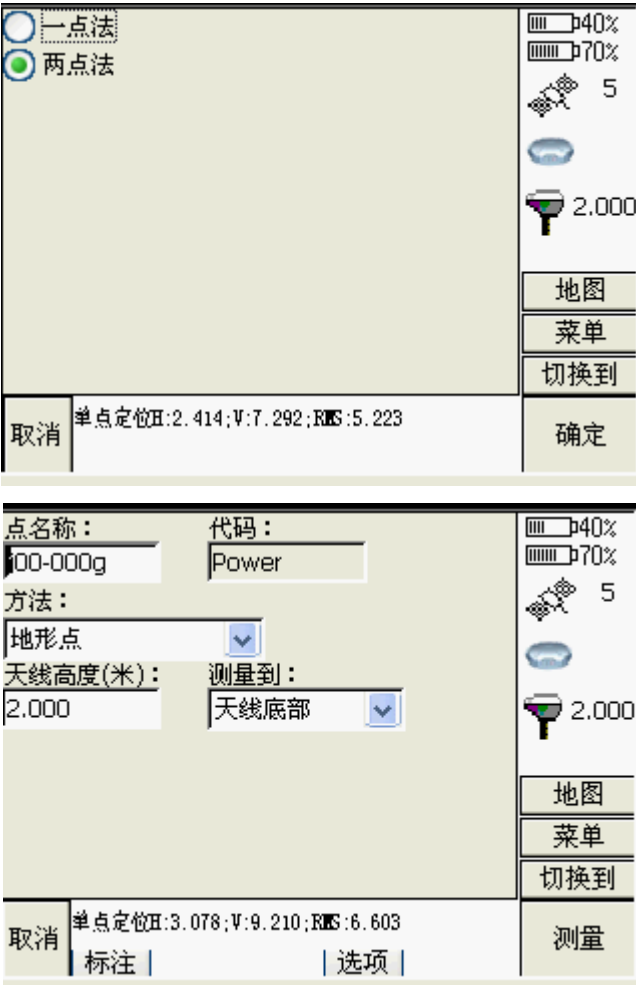 一点法
两点法
40%
70%
5
2.000
地图
菜单
切换到
取消
单点定位H:2.414;V:7.292;RMS:5.223
确定
点名称：
代码：
00-000g
Power
方法：
地形点
天线高度(米)：
测量到：
2.000
天线底部
40%
70%
5
2.000
地图
菜单
切换到
取消
单点定位H:3.078;V:9.210;RMS:6.603
标注
选项
测量